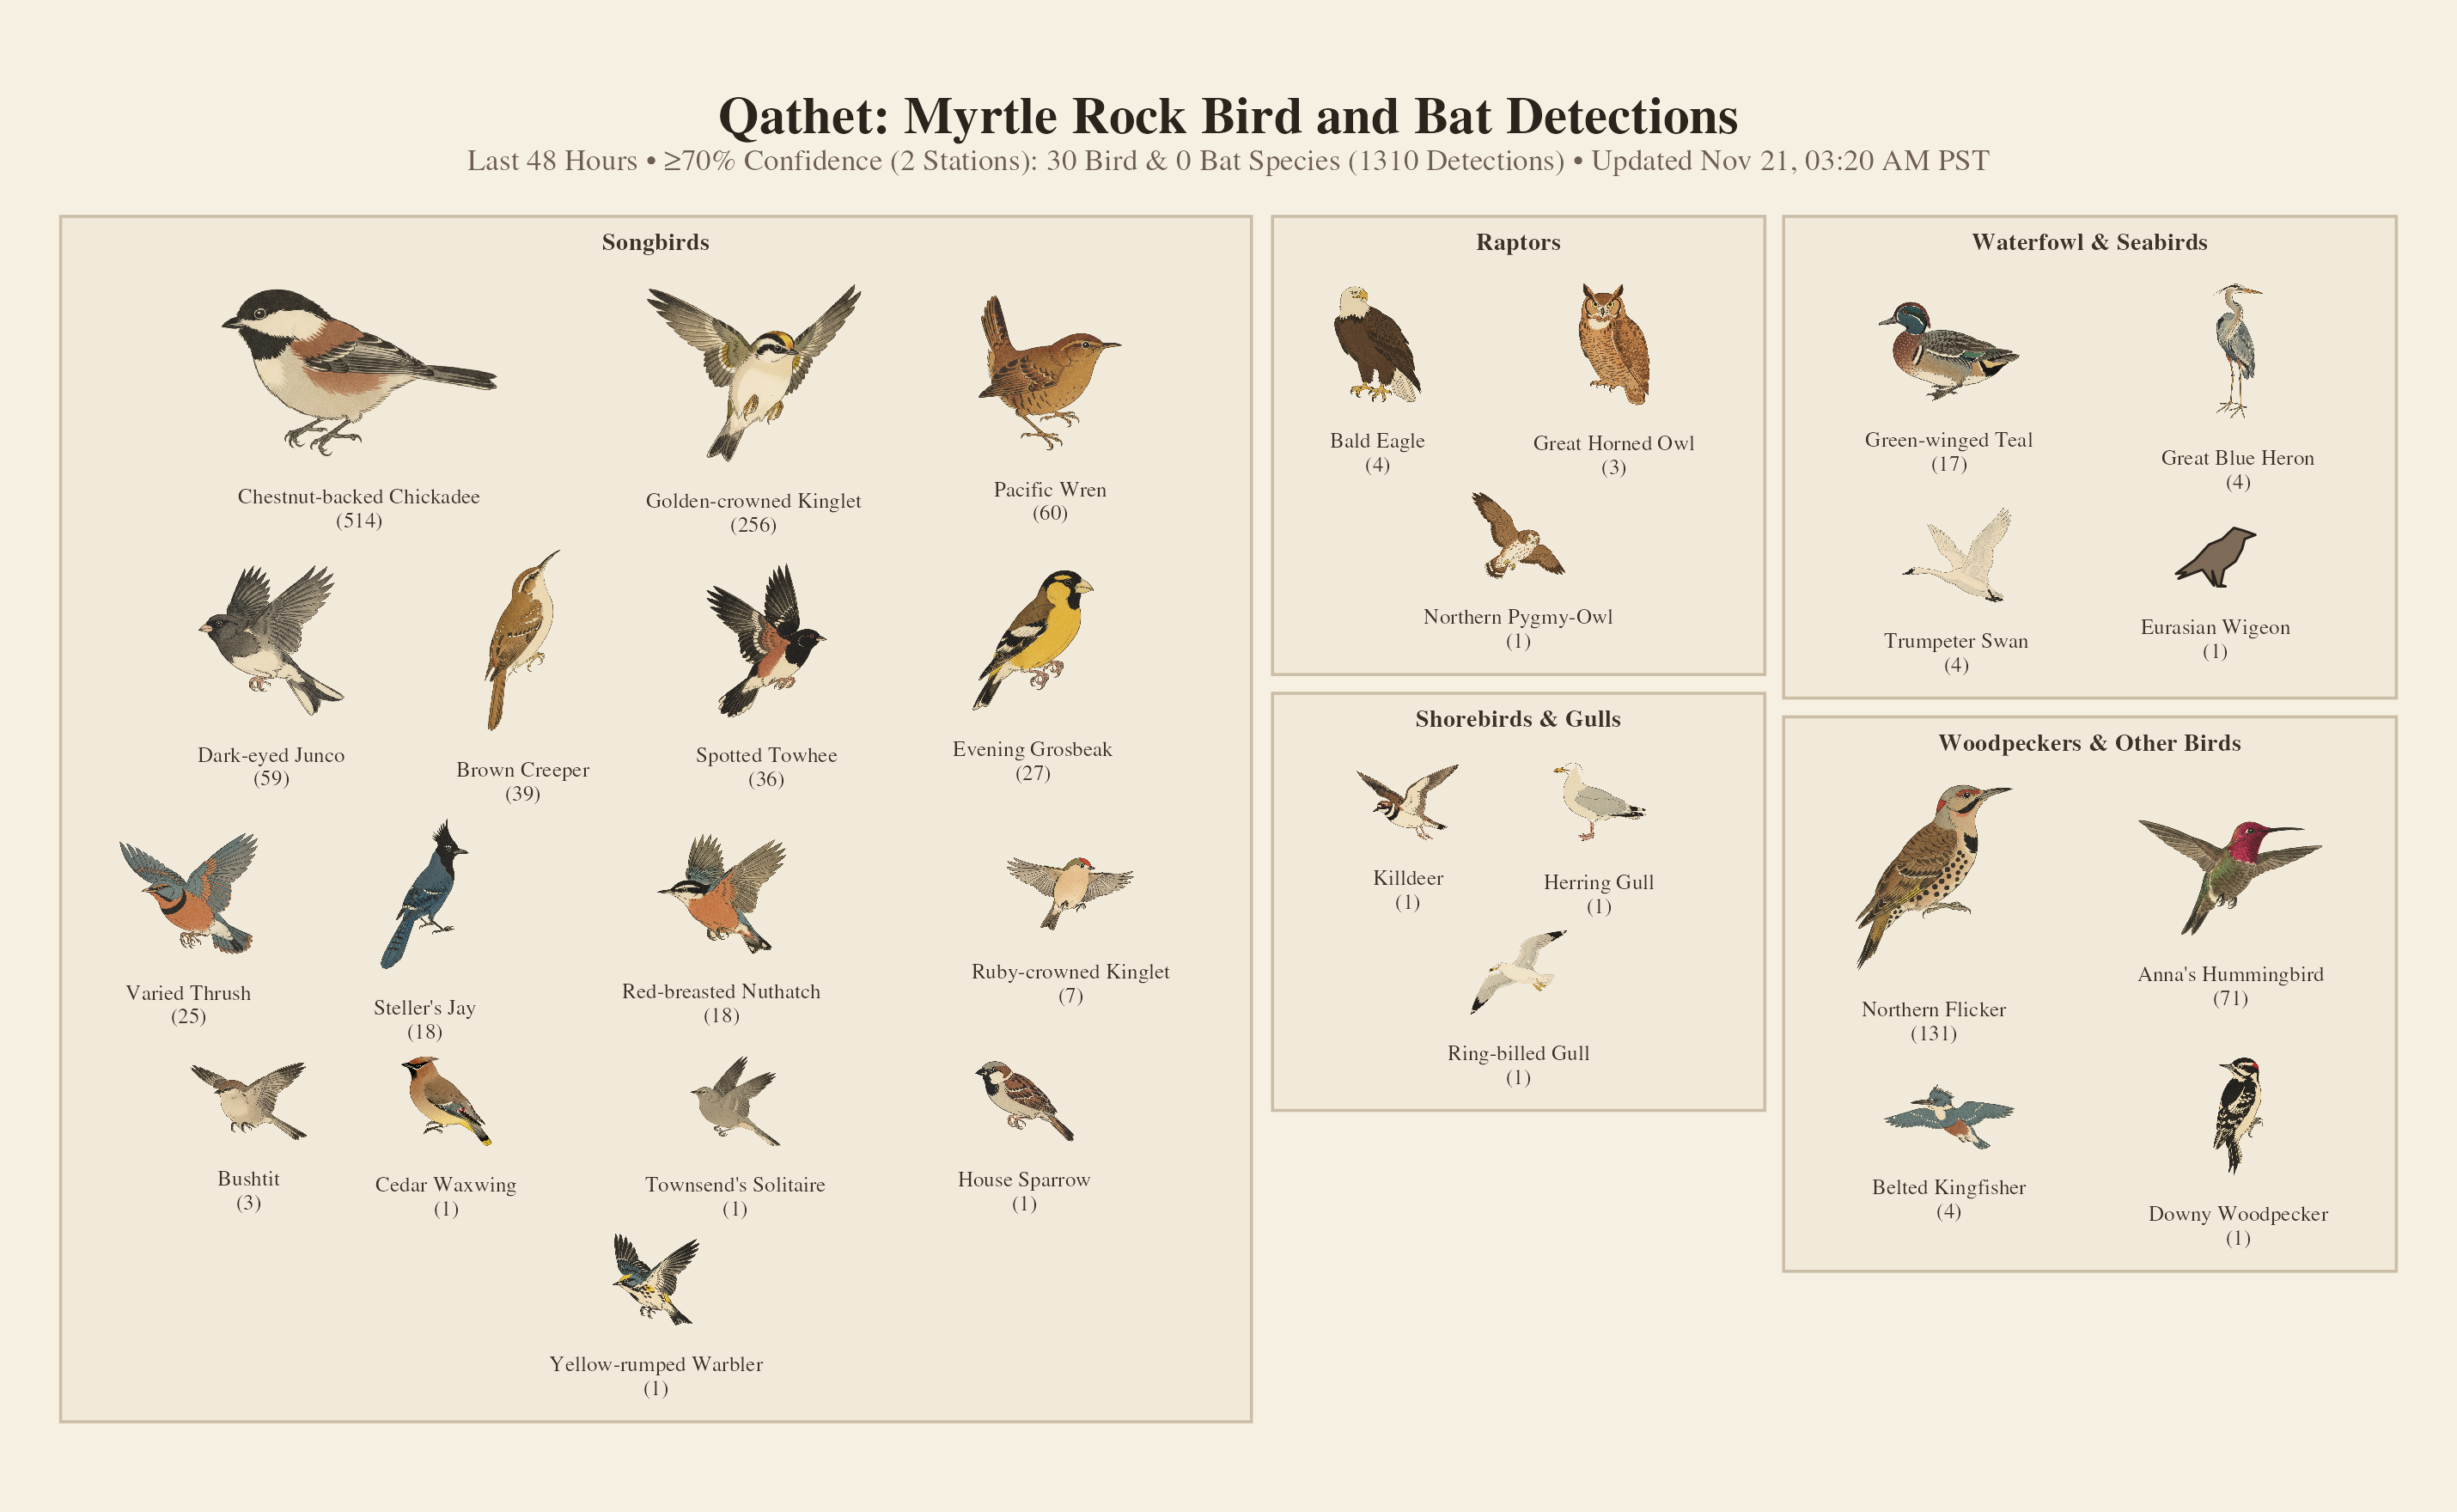 Qathet: Myrtle Rock Bird and Bat Detections
Last 48 Hours • ≥70% Confidence (2 Stations): 30 Bird & 0 Bat Species (1310 Detections) • Updated Nov 21, 03:20 AM PST
Songbirds
Chestnut-backed Chickadee
(514)
Golden-crowned Kinglet
(256)
Pacific Wren
(60)
Dark-eyed Junco
(59)
Brown Creeper
(39)
Spotted Towhee
(36)
Evening Grosbeak
(27)
Varied Thrush
(25)
Steller's Jay
(18)
Red-breasted Nuthatch
(18)
Ruby-crowned Kinglet
(7)
Bushtit
(3)
Cedar Waxwing
(1)
Townsend's Solitaire
(1)
House Sparrow
(1)
Yellow-rumped Warbler
(1)
Raptors
Bald Eagle
(4)
Great Horned Owl
(3)
Northern Pygmy-Owl
(1)
Shorebirds & Gulls
Killdeer
(1)
Herring Gull
(1)
Ring-billed Gull
(1)
Waterfowl & Seabirds
Green-winged Teal
(17)
Great Blue Heron
(4)
Trumpeter Swan
(4)
Eurasian Wigeon
(1)
Woodpeckers & Other Birds
Northern Flicker
(131)
Anna's Hummingbird
(71)
Belted Kingfisher
(4)
Downy Woodpecker
(1)